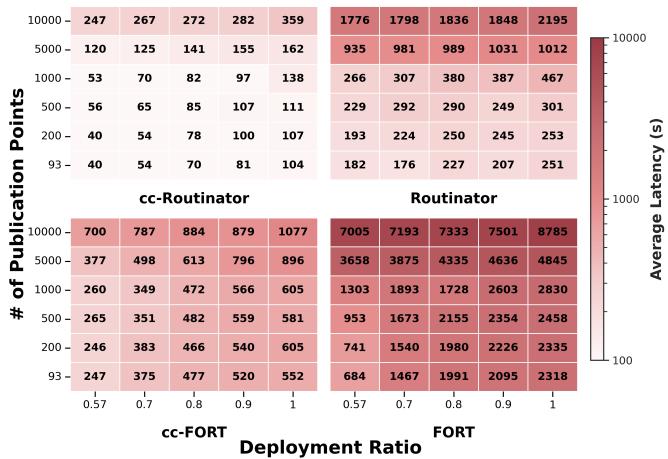 # of Publication Points
10000 247 267 272 282 359
5000 120 125 141 155 162
1000 53 70 82 97 138
500 56 65 85 107 111
200 40 54 78 100 107
93 40 54 70 81 104
cc-Routinator
1776 1798 1836 1848 2195
935 981 989 1031 1012
266 307 380 387 467
229 292 290 249 301
193 224 250 245 253
182 176 227 207 251
Routinator
10000 700 787 884 879 1077
5000 377 498 613 796 896
1000 260 349 472 566 605
500 265 351 482 559 581
200 246 383 466 540 605
93 247 375 477 520 552
0.57 0.7 0.8 0.9 1
cc-FORT
7005 7193 7333 7501 8785
3658 3875 4335 4636 4845
1303 1893 1728 2603 2830
953 1673 2155 2354 2458
741 1540 1980 2226 2335
684 1467 1991 2095 2318
0.57 0.7 0.8 0.9 1
FORT
Deployment Ratio
10000
1000
100
Average Latency (s)